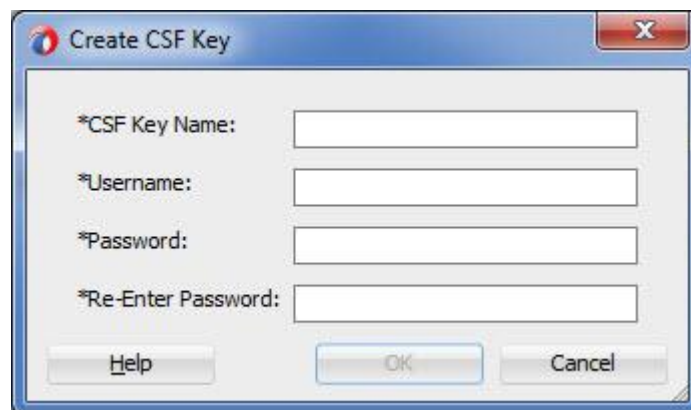 Create CSF Key
*CSF Key Name:
*Username:
*Password:
*Re-Enter Password:
Help OK Cancel